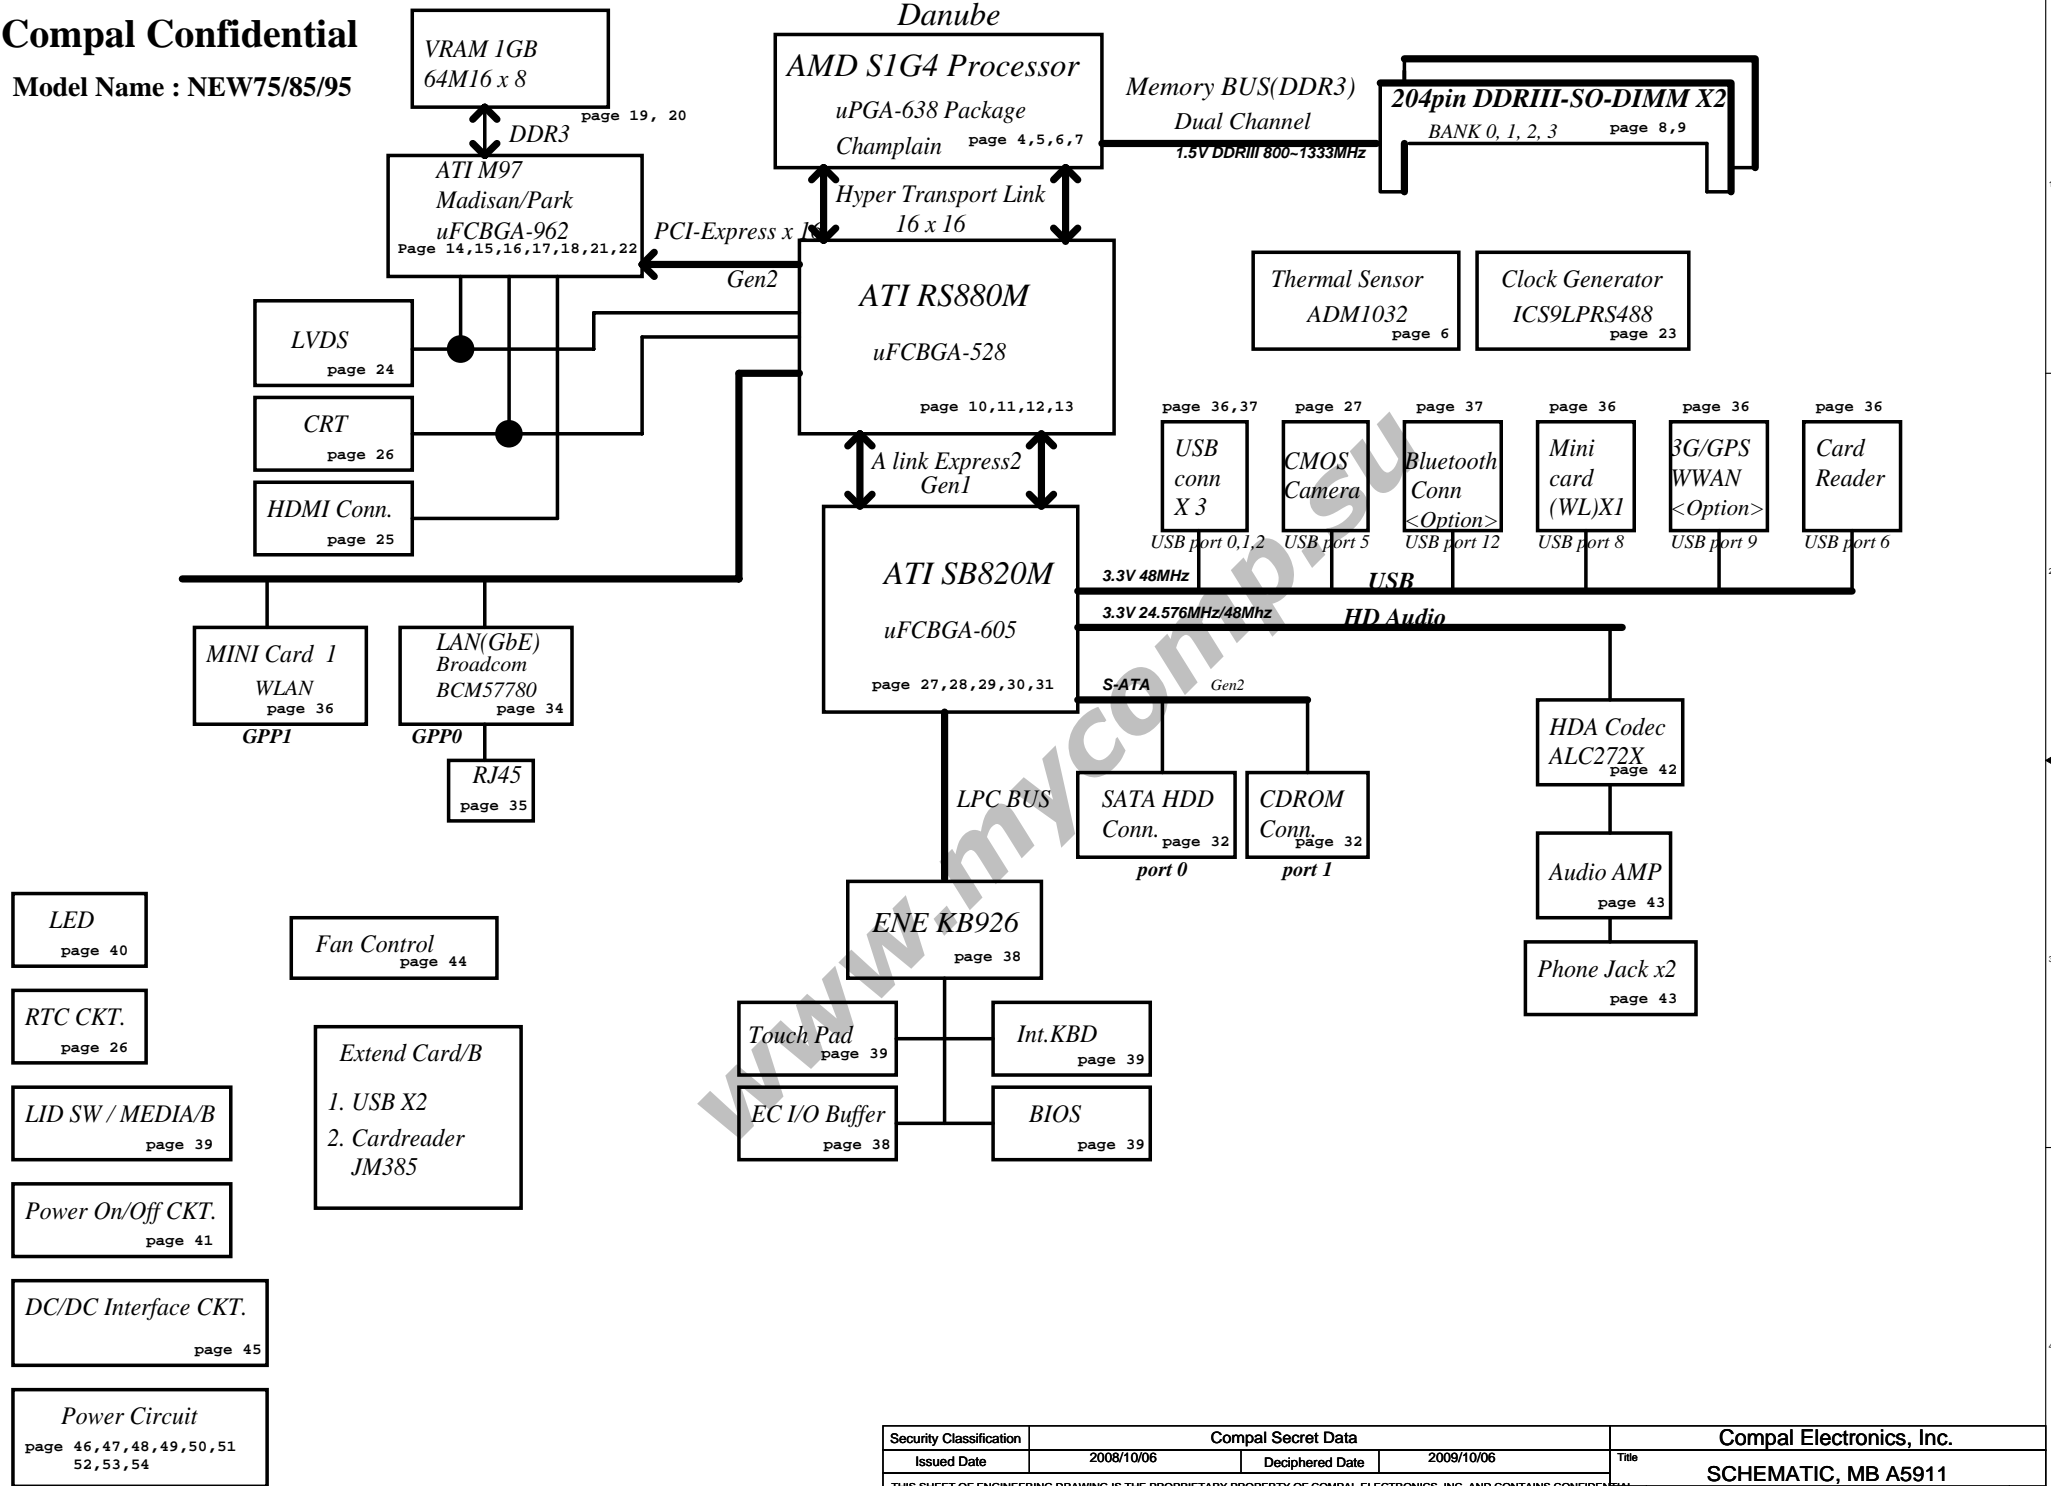 Compal Confidential
Model Name : NEW75/85/95
VRAM 1GB
64M16 x 8
page 19, 20
DDR3
ATI M97
Madisan/Park
uFCBGA-962
Page 14,15,16,17,18,21,22
PCI-Express x 16
Gen2
Danube
AMD S1G4 Processor
uPGA-638 Package
Champlain
page 4,5,6,7
Hyper Transport Link
16 x 16
Memory BUS(DDR3)
Dual Channel
1.5V DDRIII 800~1333MHz
204pin DDRIII-SO-DIMM X2
BANK 0, 1, 2, 3
page 8,9
ATI RS880M
uFCBGA-528
page 10,11,12,13
Thermal Sensor
ADM1032
page 6
Clock Generator
ICS9LPRS488
page 23
LVDS
page 24
CRT
page 26
HDMI Conn.
page 25
A link Express2
Gen1
page 36,37
USB
conn
X 3
USB port 0,1,2
page 27
CMOS
Camera
USB port 5
page 37
Bluetooth
Conn
<Option>
USB port 12
page 36
Mini
card
(WL)X1
USB port 8
page 36
3G/GPS
WWAN
<Option>
USB port 9
page 36
Card
Reader
USB port 6
ATI SB820M
uFCBGA-605
page 27,28,29,30,31
3.3V 48MHz
USB
3.3V 24.576MHz/48Mhz
HD Audio
S-ATA
Gen2
MINI Card 1
WLAN
page 36
GPP1
LAN(GbE)
Broadcom
BCM57780
page 34
GPP0
RJ45
page 35
LPC BUS
SATA HDD
Conn.
page 32
port 0
CDROM
Conn.
page 32
port 1
HDA Codec
ALC272X
page 42
Audio AMP
page 43
Phone Jack x2
page 43
ENE KB926
page 38
Touch Pad
page 39
Int.KBD
page 39
EC I/O Buffer
page 38
BIOS
page 39
LED
page 40
Fan Control
page 44
RTC CKT.
page 26
Extend Card/B
1. USB X2
2. Cardreader
JM385
LID SW / MEDIA/B
page 39
Power On/Off CKT.
page 41
DC/DC Interface CKT.
page 45
Power Circuit
page 46,47,48,49,50,51
52,53,54
www.mycomp.su
Security Classification
Compal Secret Data
Compal Electronics, Inc.
Issued Date
2008/10/06
Deciphered Date
2009/10/06
Title
SCHEMATIC, MB A5911
THIS SHEET OF ENGINEERING DRAWING IS THE PROPRIETARY PROPERTY OF COMPAL ELECTRONICS, INC. AND CONTAINS CONFIDENTIAL